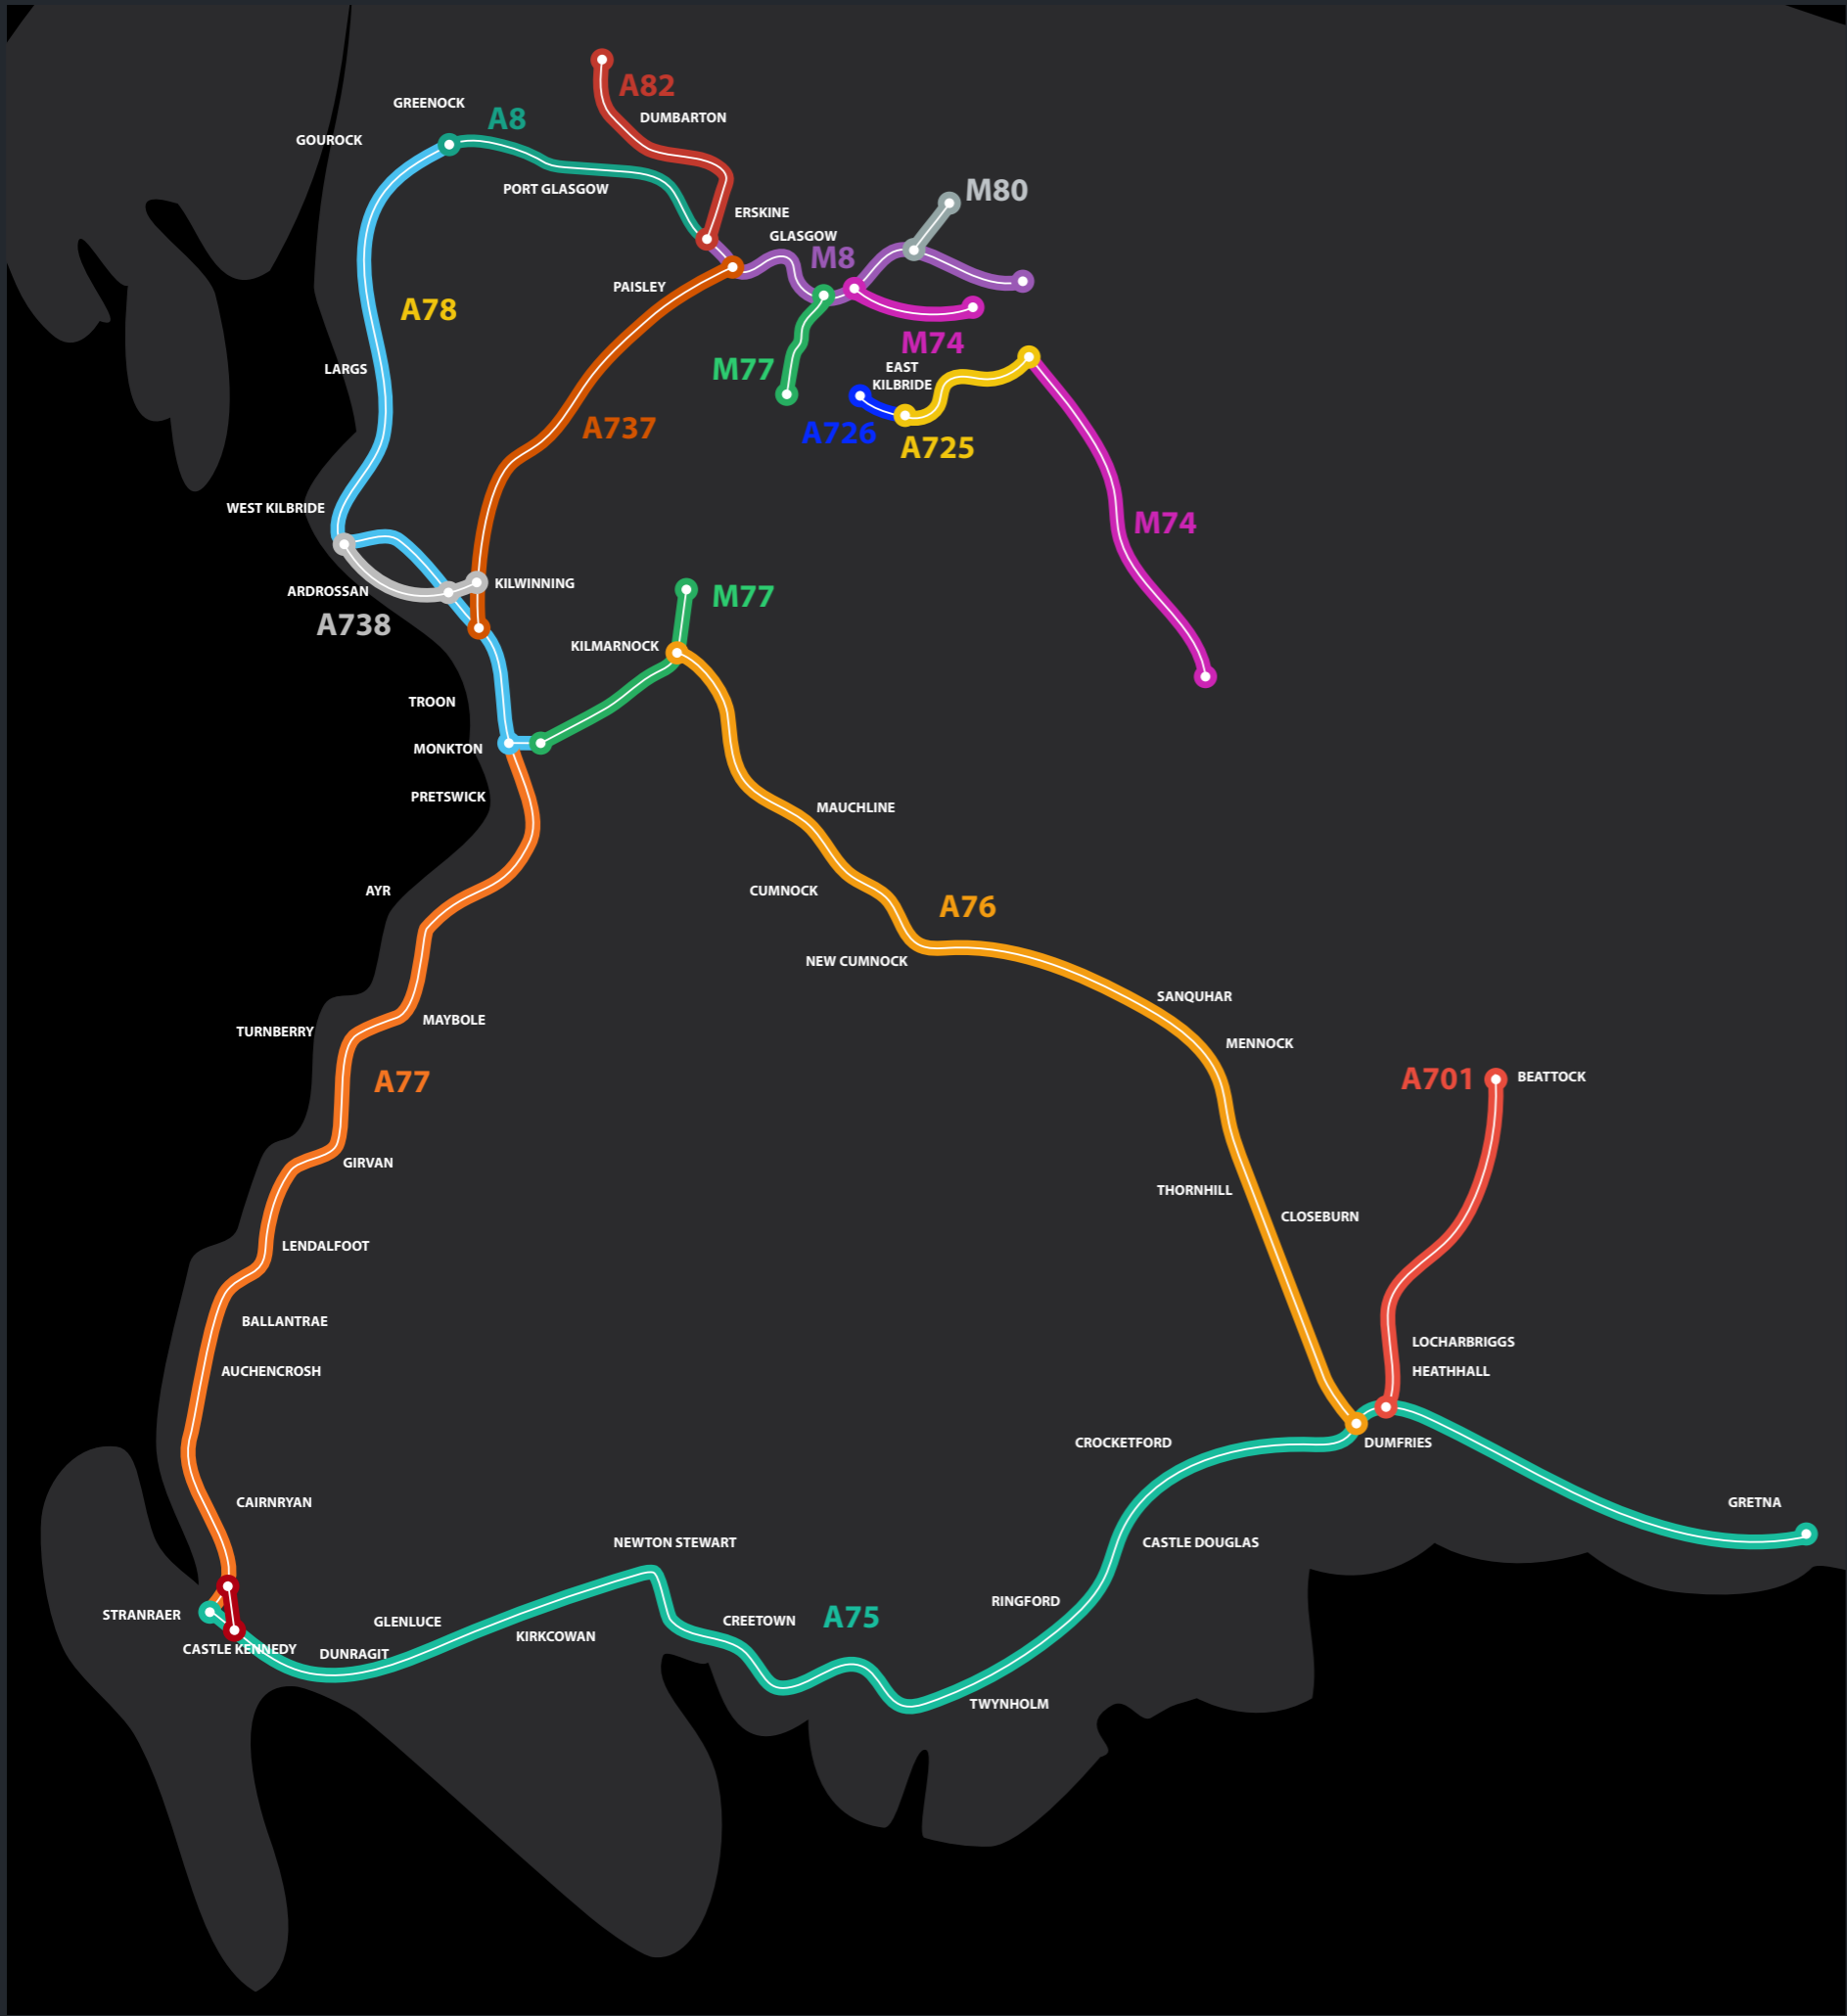 A82
GREENOCK
A8
DUMBARTON
GOUROCK
PORT GLASGOW
M80
ERSKINE
GLASGOW
M8
PAISLEY
A78
M74
LARGS
M77
EAST
KILBRIDE
A737
A726
A725
WEST KILBRIDE
M74
KILWINNING
ARDROSSAN
M77
A738
KILMARNOCK
TROON
MONKTON
PRETSWICK
MAUCHLINE
AYR
CUMNOCK
A76
NEW CUMNOCK
SANQUHAR
MAYBOLE
TURNBERRY
MENNOCK
A77
A701
BEATTOCK
GIRVAN
THORNHILL
CLOSEBURN
LENDALFOOT
BALLANTRAE
LOCHARBRIGGS
AUCHENCROSH
HEATHHALL
CROCKETFORD
DUMFRIES
CAIRNRYAN
GRETNA
NEWTON STEWART
CASTLE DOUGLAS
RINGFORD
STRANRAER
GLENLUCE
CREETOWN
A75
KIRKCOWAN
CASTLE KENNEDY
DUNRAGIT
TWYNHOLM